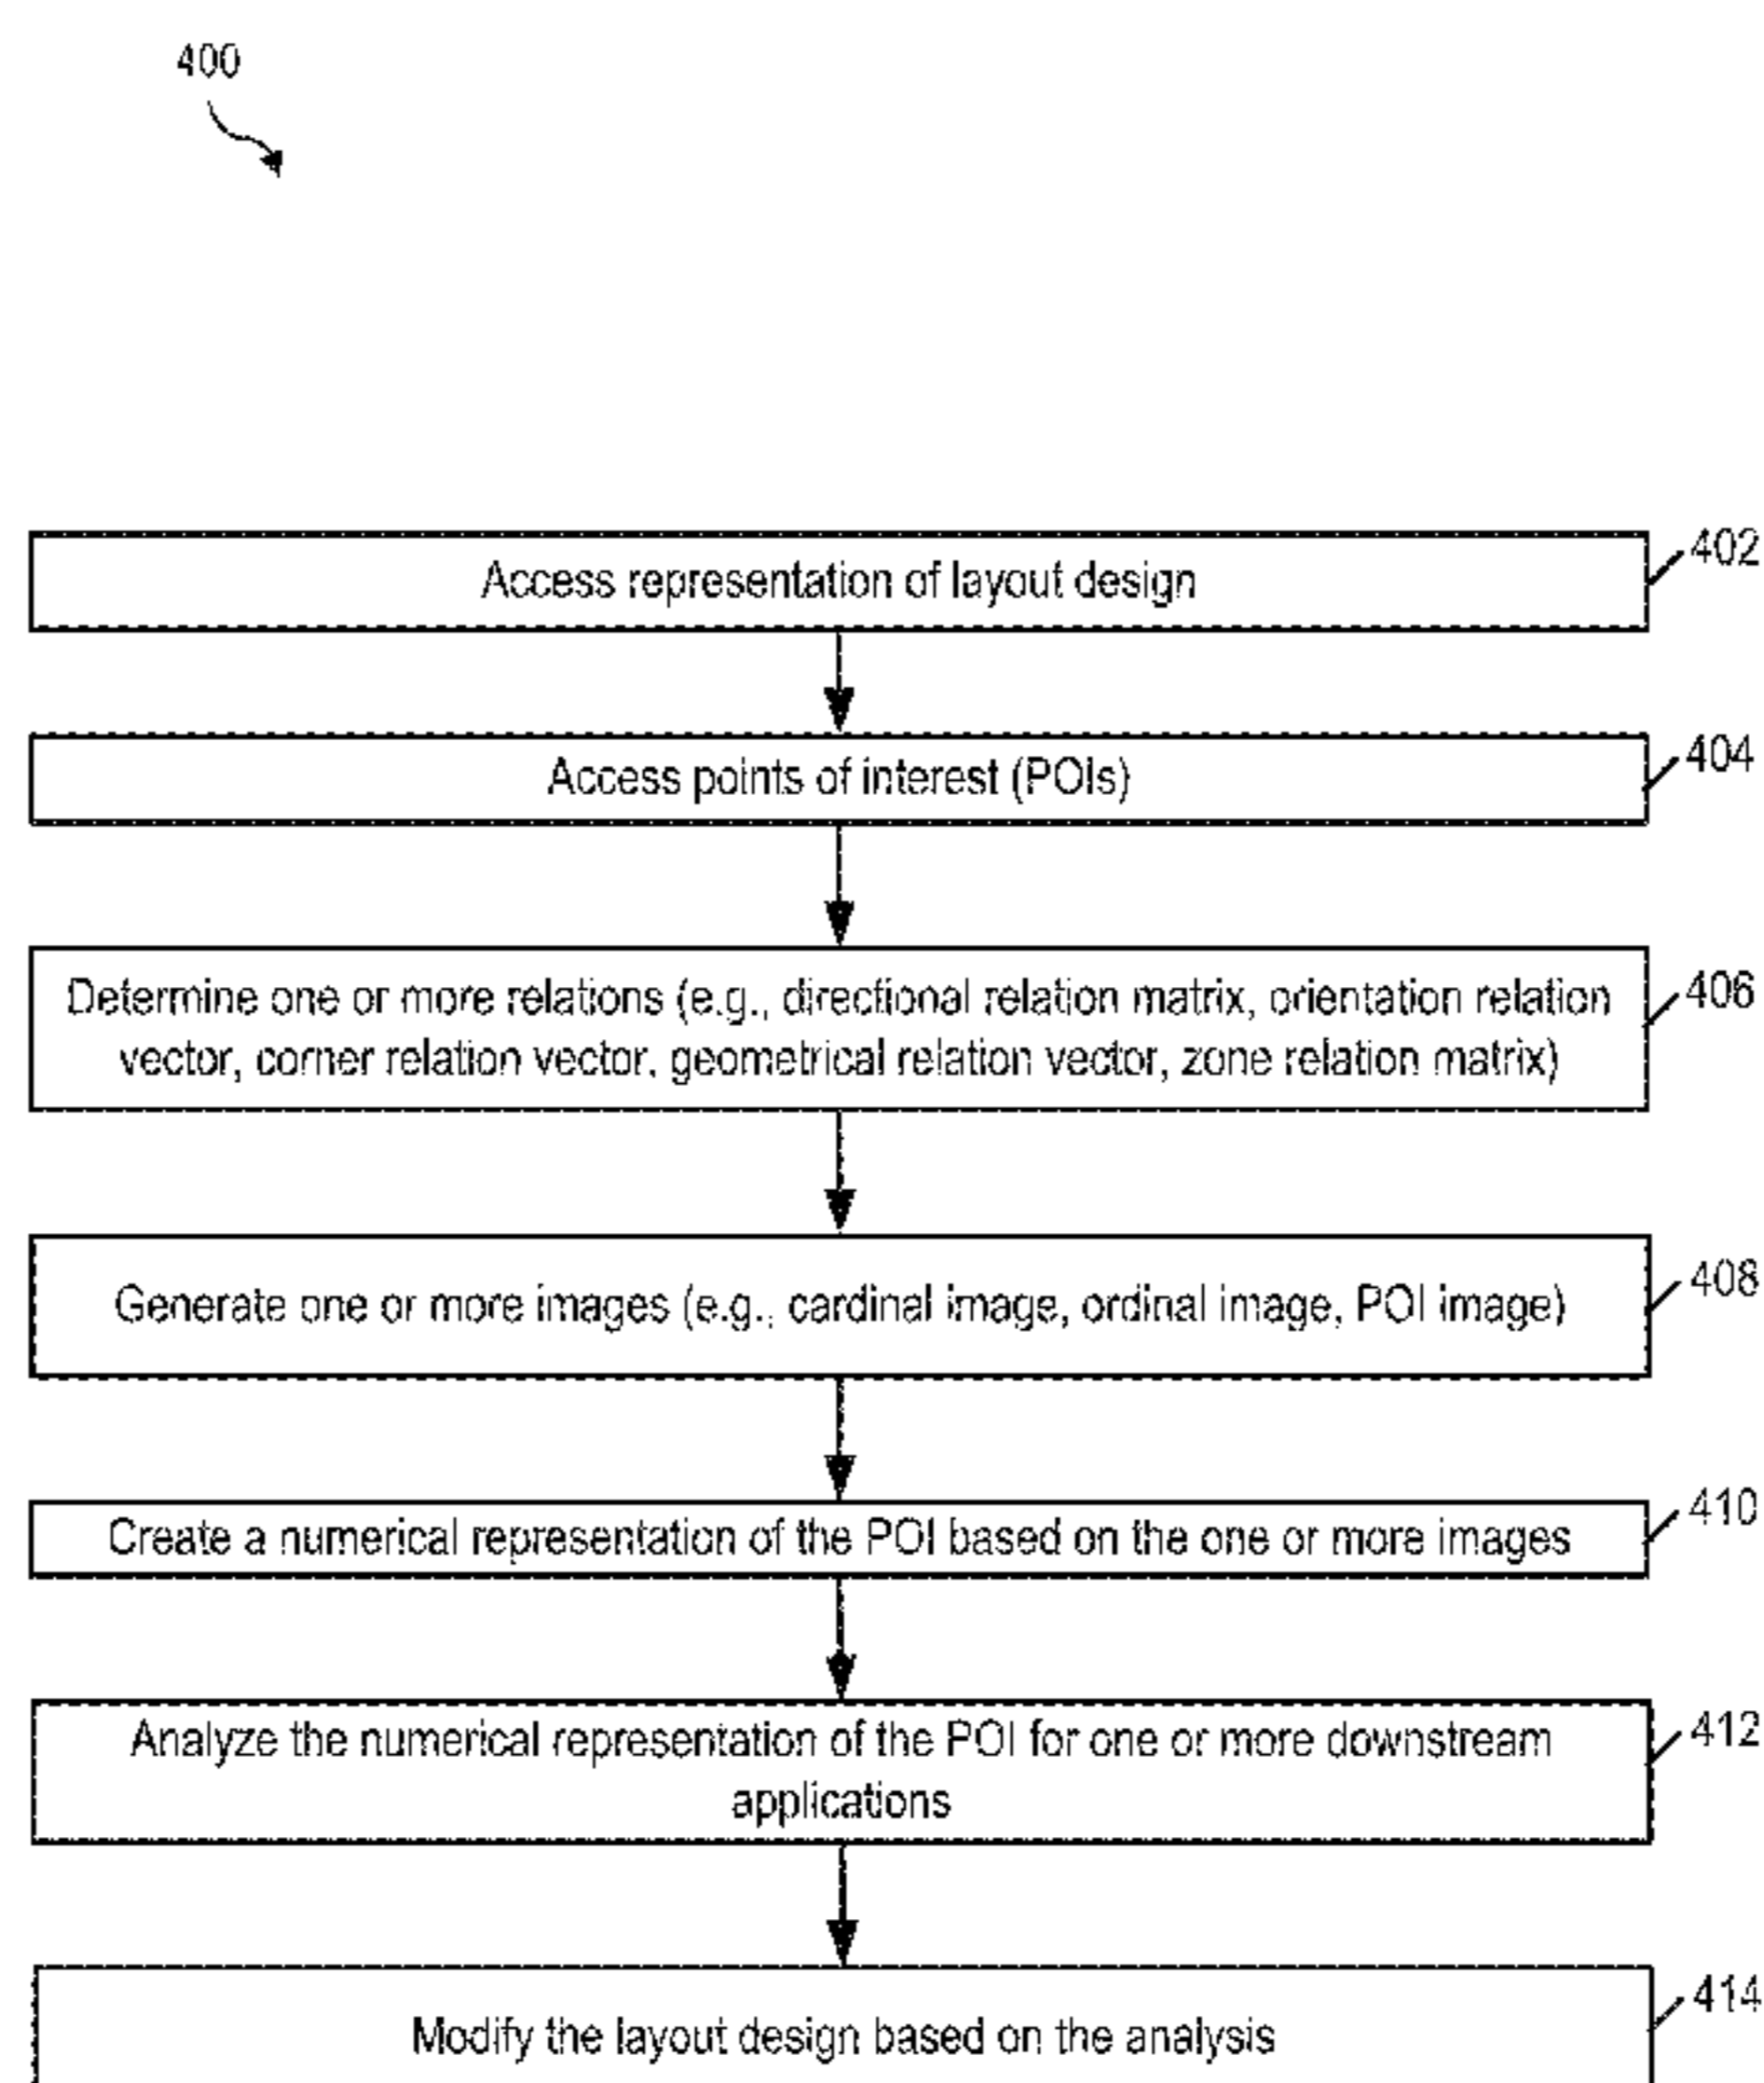 400
Access representation of layout design
402
Access points of interest (POIs)
404
Determine one or more relations (e.g., directional relation matrix, orientation relation
vector, corner relation vector, geometrical relation vector, zone relation matrix)
406
Generate one or more images (e.g., cardinal image, ordinal image, POI image)
408
Create a numerical representation of the POI based on the one or more images
410
Analyze the numerical representation of the POI for one or more downstream
applications
412
Modify the layout design based on the analysis
414